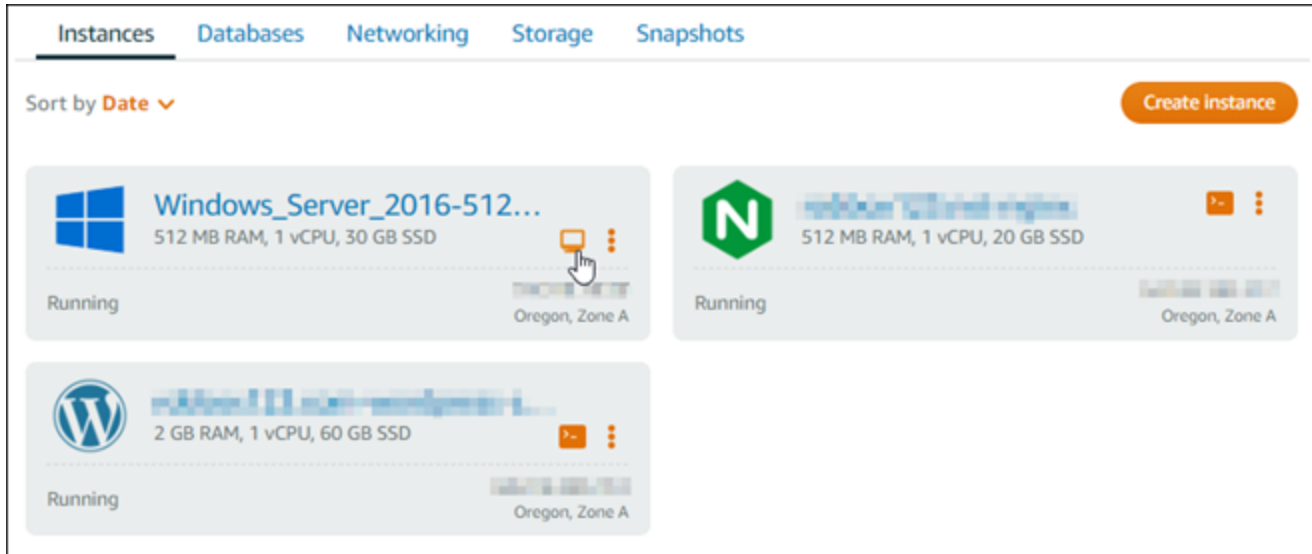 Instances Databases Networking Storage Snapshots
Sort by Date
Create instance
Windows_Server_2016-512...
512 MB RAM, 1 vCPU, 30 GB SSD
Running
Oregon, Zone A
N
512 MB RAM, 1 vCPU, 20 GB SSD
Running
Oregon, Zone A
W
2 GB RAM, 1 vCPU, 60 GB SSD
Running
Oregon, Zone A